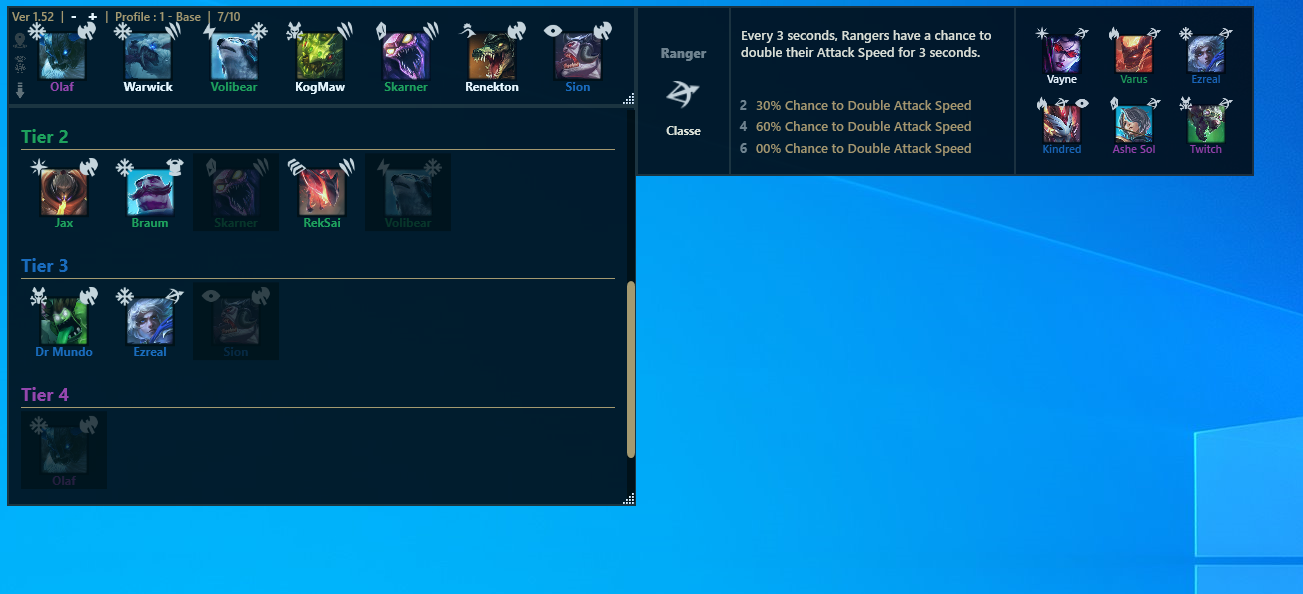 Ver 1.52 | - + | Profile : 1 - Base | 7/10
Olaf Warwick Volibear KogMaw Skarner Renekton Sion
Tier 2
Jax Braum Skarner RekSai Volibear
Tier 3
Dr Mundo Ezreal Sion
Tier 4
Olaf
Ranger
Classe
Every 3 seconds, Rangers have a chance to
double their Attack Speed for 3 seconds.
2 30% Chance to Double Attack Speed
4 60% Chance to Double Attack Speed
6 00% Chance to Double Attack Speed
Vayne Varus Ezreal
Kindred Ashe Sol Twitch